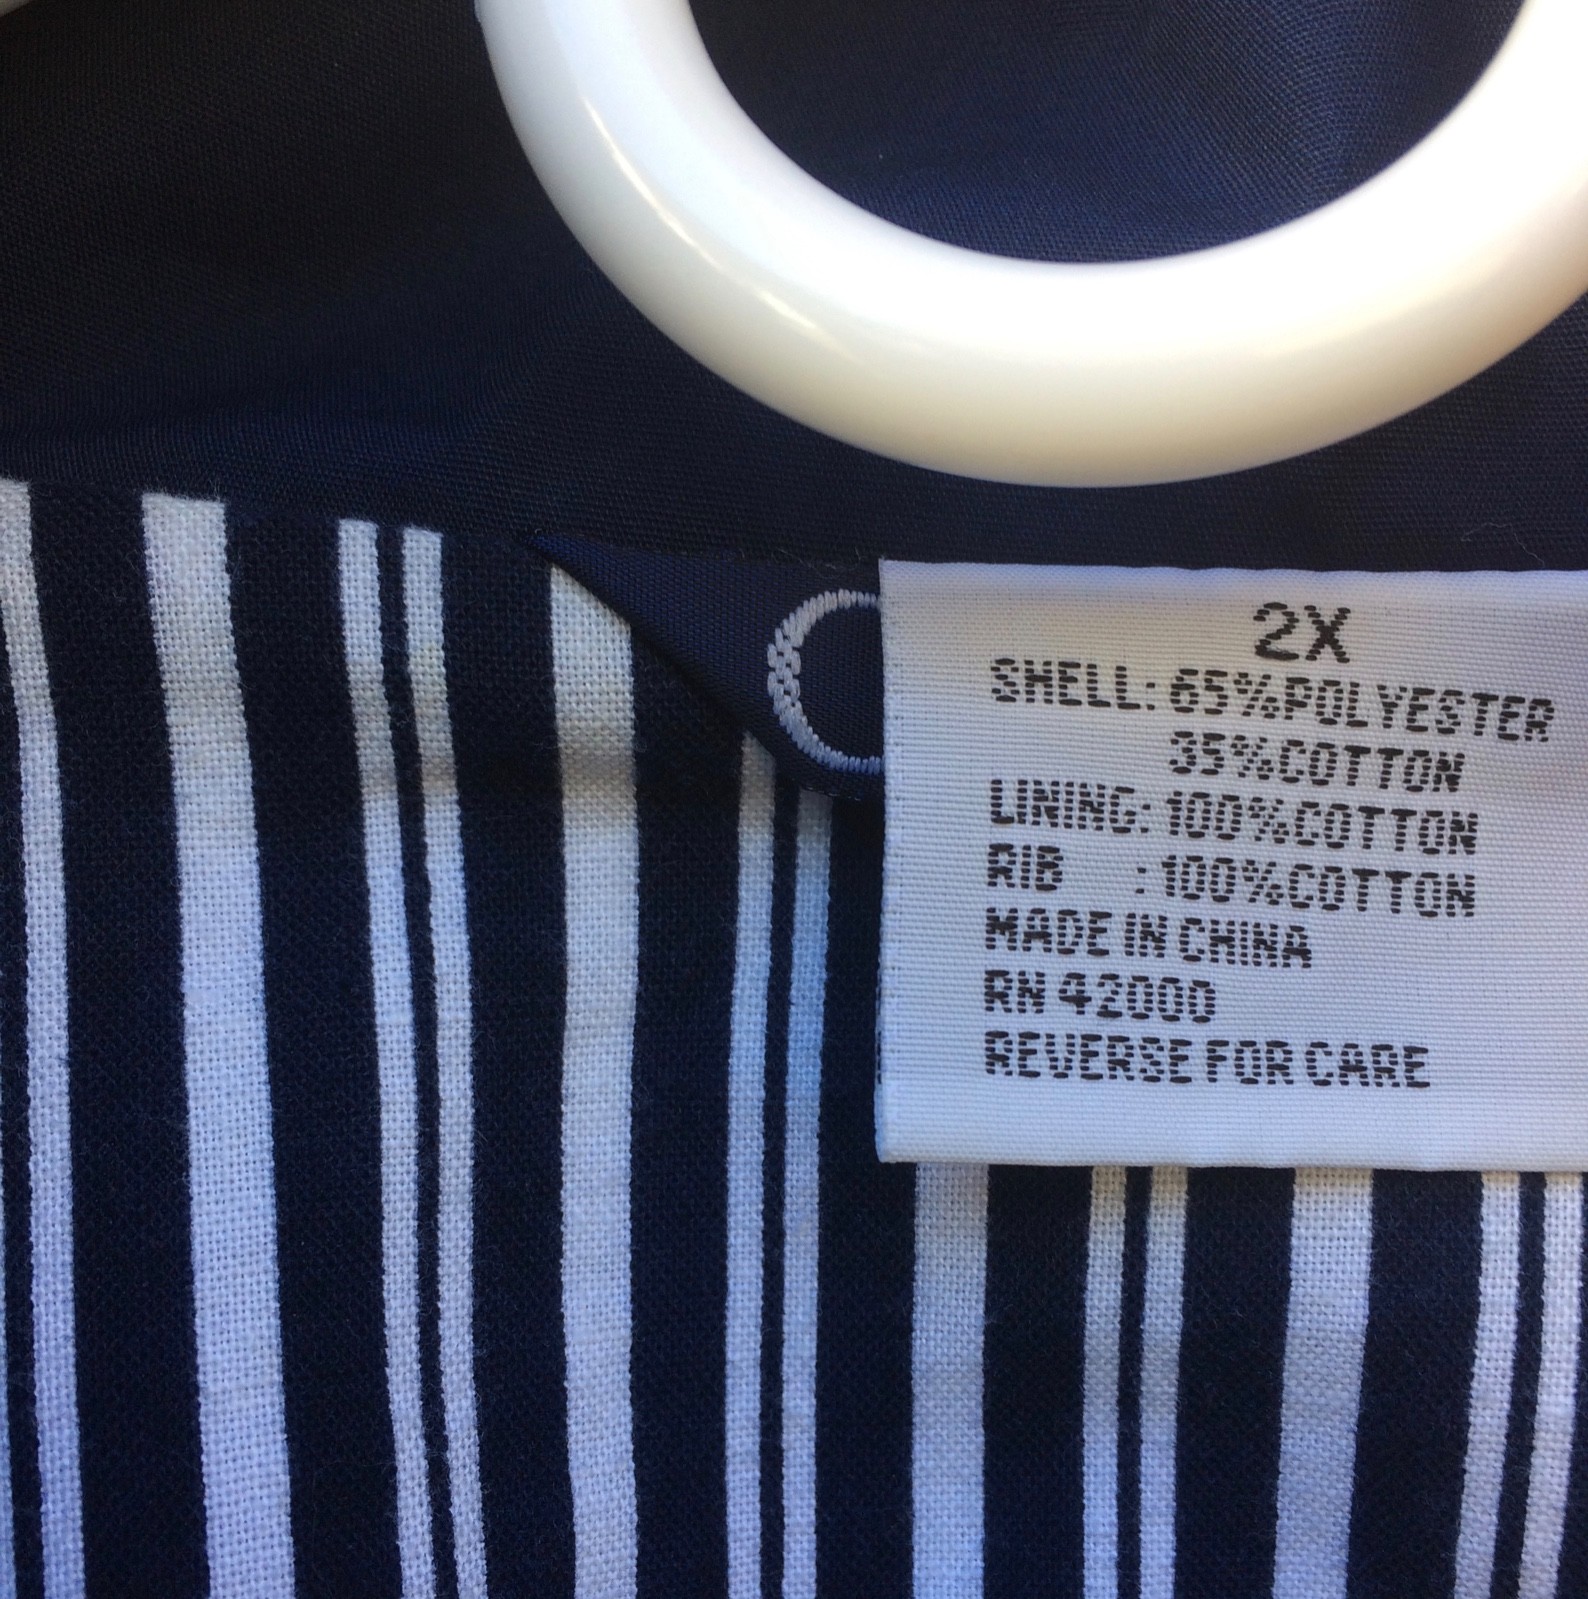 2X
SHELL: 65%POLYESTER
35%COTTON
LINING: 100%COTTON
RIB : 100%COTTON
MADE IN CHINA
RN 42000
REVERSE FOR CARE